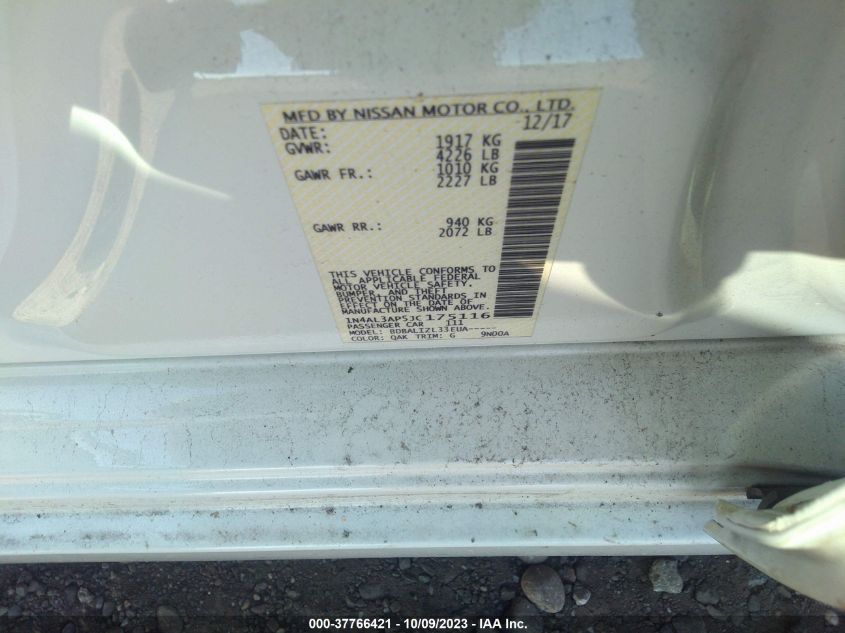 MFD BY NISSAN MOTOR CO., LTD.
DATE: 12/17
GVWR: 1917 KG
4226 LB
GAWR FR.: 1010 KG
2227 LB
GAWR RR.: 940 KG
2072 LB
THIS VEHICLE CONFORMS TO
ALL APPLICABLE FEDERAL
MOTOR VEHICLE SAFETY,
BUMPER, AND THEFT
PREVENTION STANDARDS IN
EFFECT ON THE DATE OF
MANUFACTURE SHOWN ABOVE.
1N4AL3AP5JC175116
PASSENGER CAR 111
MODEL: BDBALIZL33EUA-----
COLOR: QAK TRIM: G 9N00A
000-37766421 - 10/09/2023 - © IAA, Inc.